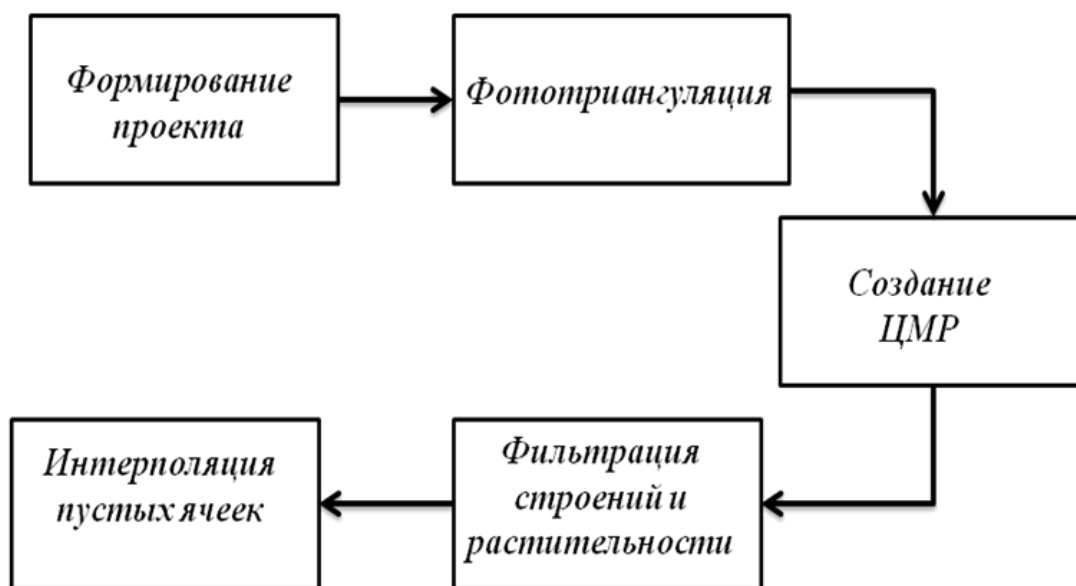 Формирование
проекта
Фототриангуляция
Создание
ЦМР
Фильтрация
строений и
растительности
Интерполяция
пустых ячеек